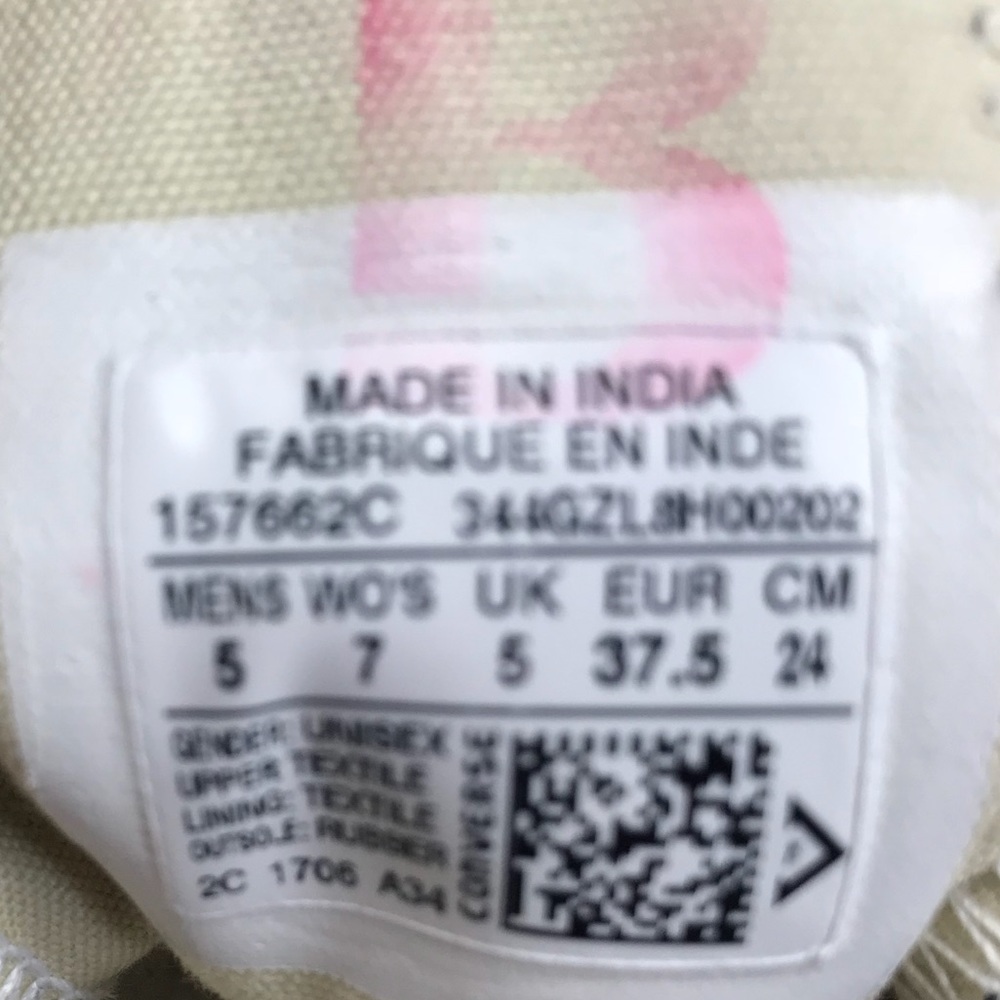 B
MADE IN INDIA
FABRIQUE EN INDE
157662C 344GZL8H00202
MENS WO'S UK EUR CM
5 7 5 37.5 24
GENDER: UNISEX
UPPER TEXTILE
LINING: TEXTILE
OUTSOLE: RUBBER
2C 1706 A34
CONVERSE